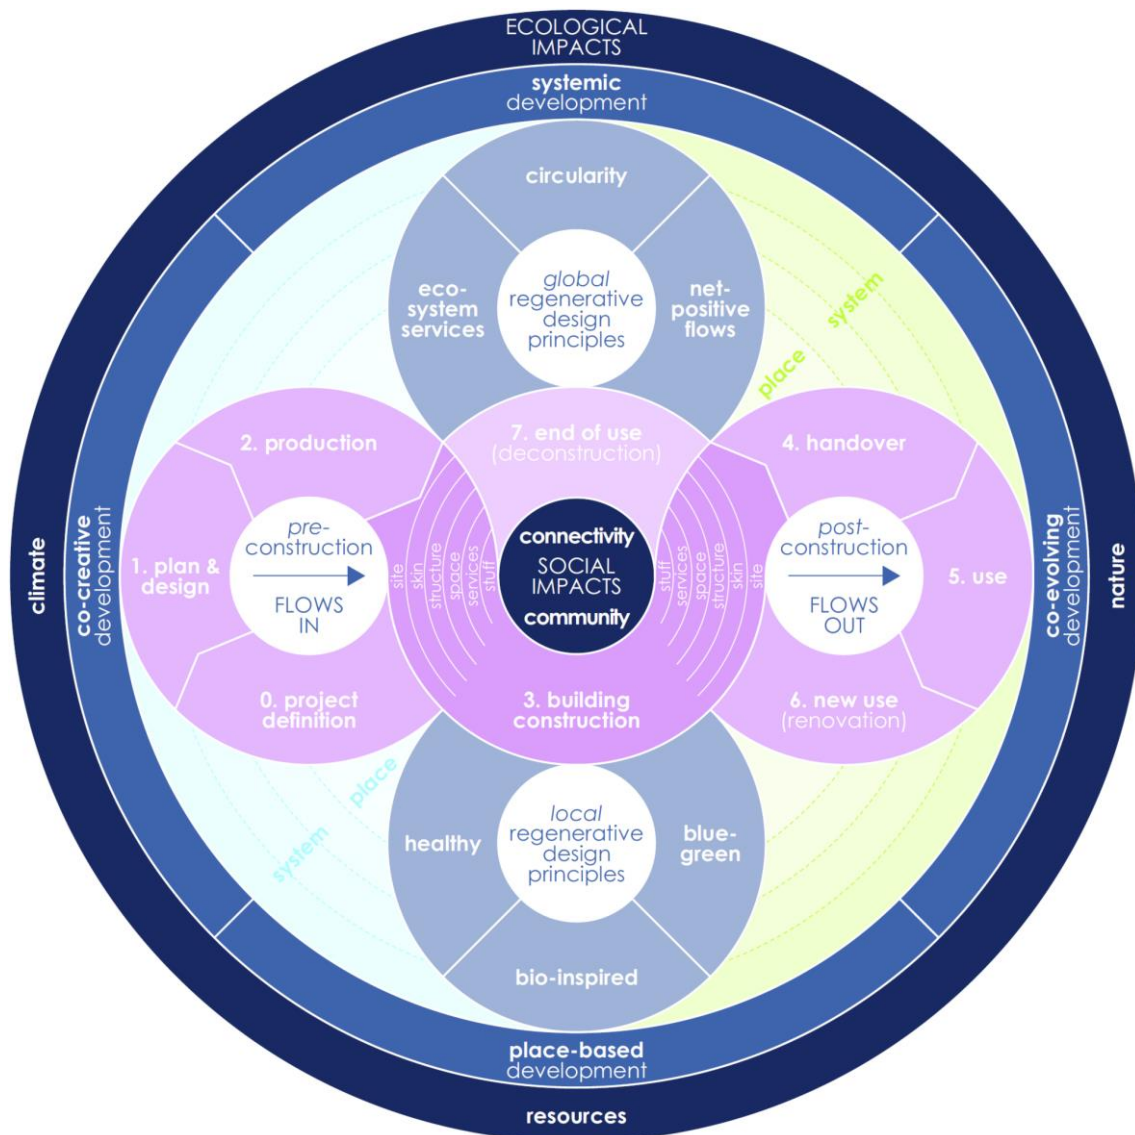 ECOLOGICAL
IMPACTS
systemic
development
circularity
eco-
system
services
global
regenerative
design
principles
net-
positive
flows
system
place
2. production
7. end of use
(deconstruction)
4. handover
climate
co-creative
development
1. plan &
design
pre-
construction
FLOWS
IN
site
skin
structure
space
services
stuff
connectivity
SOCIAL
IMPACTS
community
stuff
services
space
structure
skin
site
post-
construction
FLOWS
OUT
5. use
co-evolving
development
nature
0. project
definition
3. building
construction
6. new use
(renovation)
place
system
healthy
local
regenerative
design
principles
blue-
green
bio-inspired
place-based
development
resources